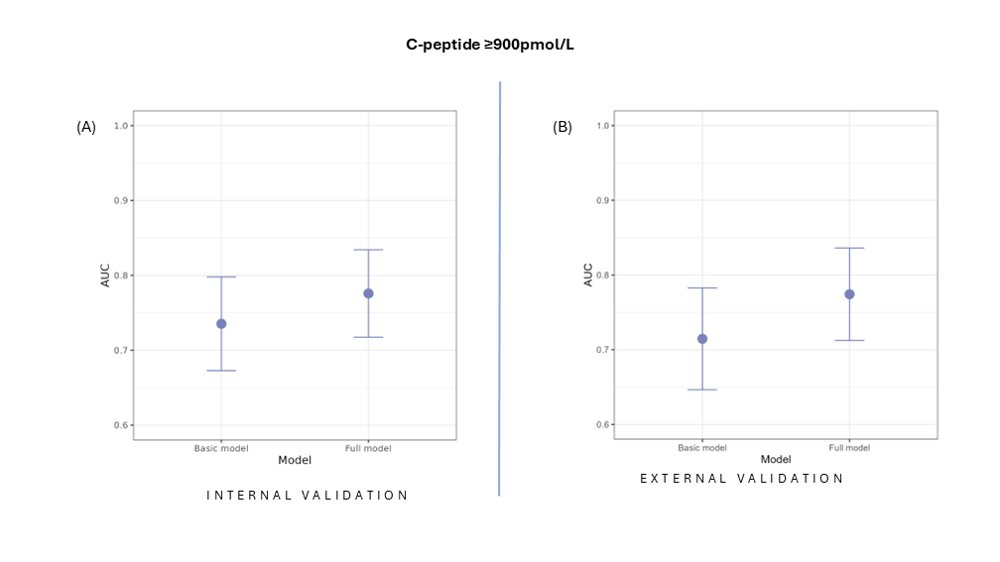 C-peptide ≥900pmol/L
(A)
1.0
0.9
0.8
0.7
0.6
AUC
Basic model
Full model
Model
INTERNAL VALIDATION
(B)
1.0
0.9
0.8
0.7
0.6
AUC
Basic model
Full model
Model
EXTERNAL VALIDATION